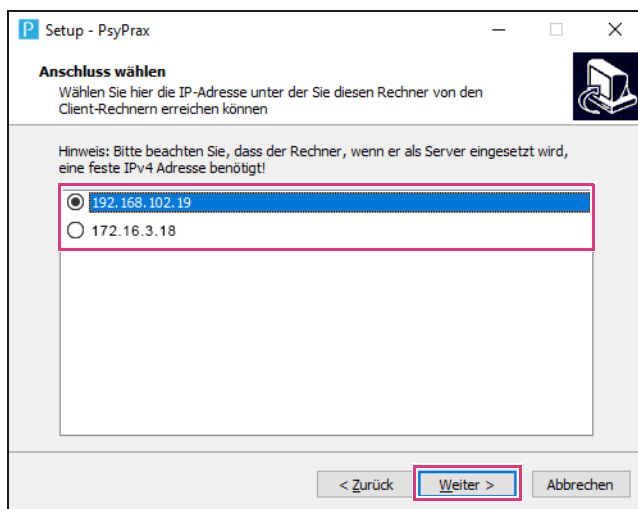 P Setup - PsyPrax
Anschluss wählen
Wählen Sie hier die IP-Adresse unter der Sie diesen Rechner von den
Client-Rechnern erreichen können
Hinweis: Bitte beachten Sie, dass der Rechner, wenn er als Server eingesetzt wird,
eine feste IPv4 Adresse benötigt!
192.168.102.19
172.16.3.18
< Zurück Weiter > Abbrechen